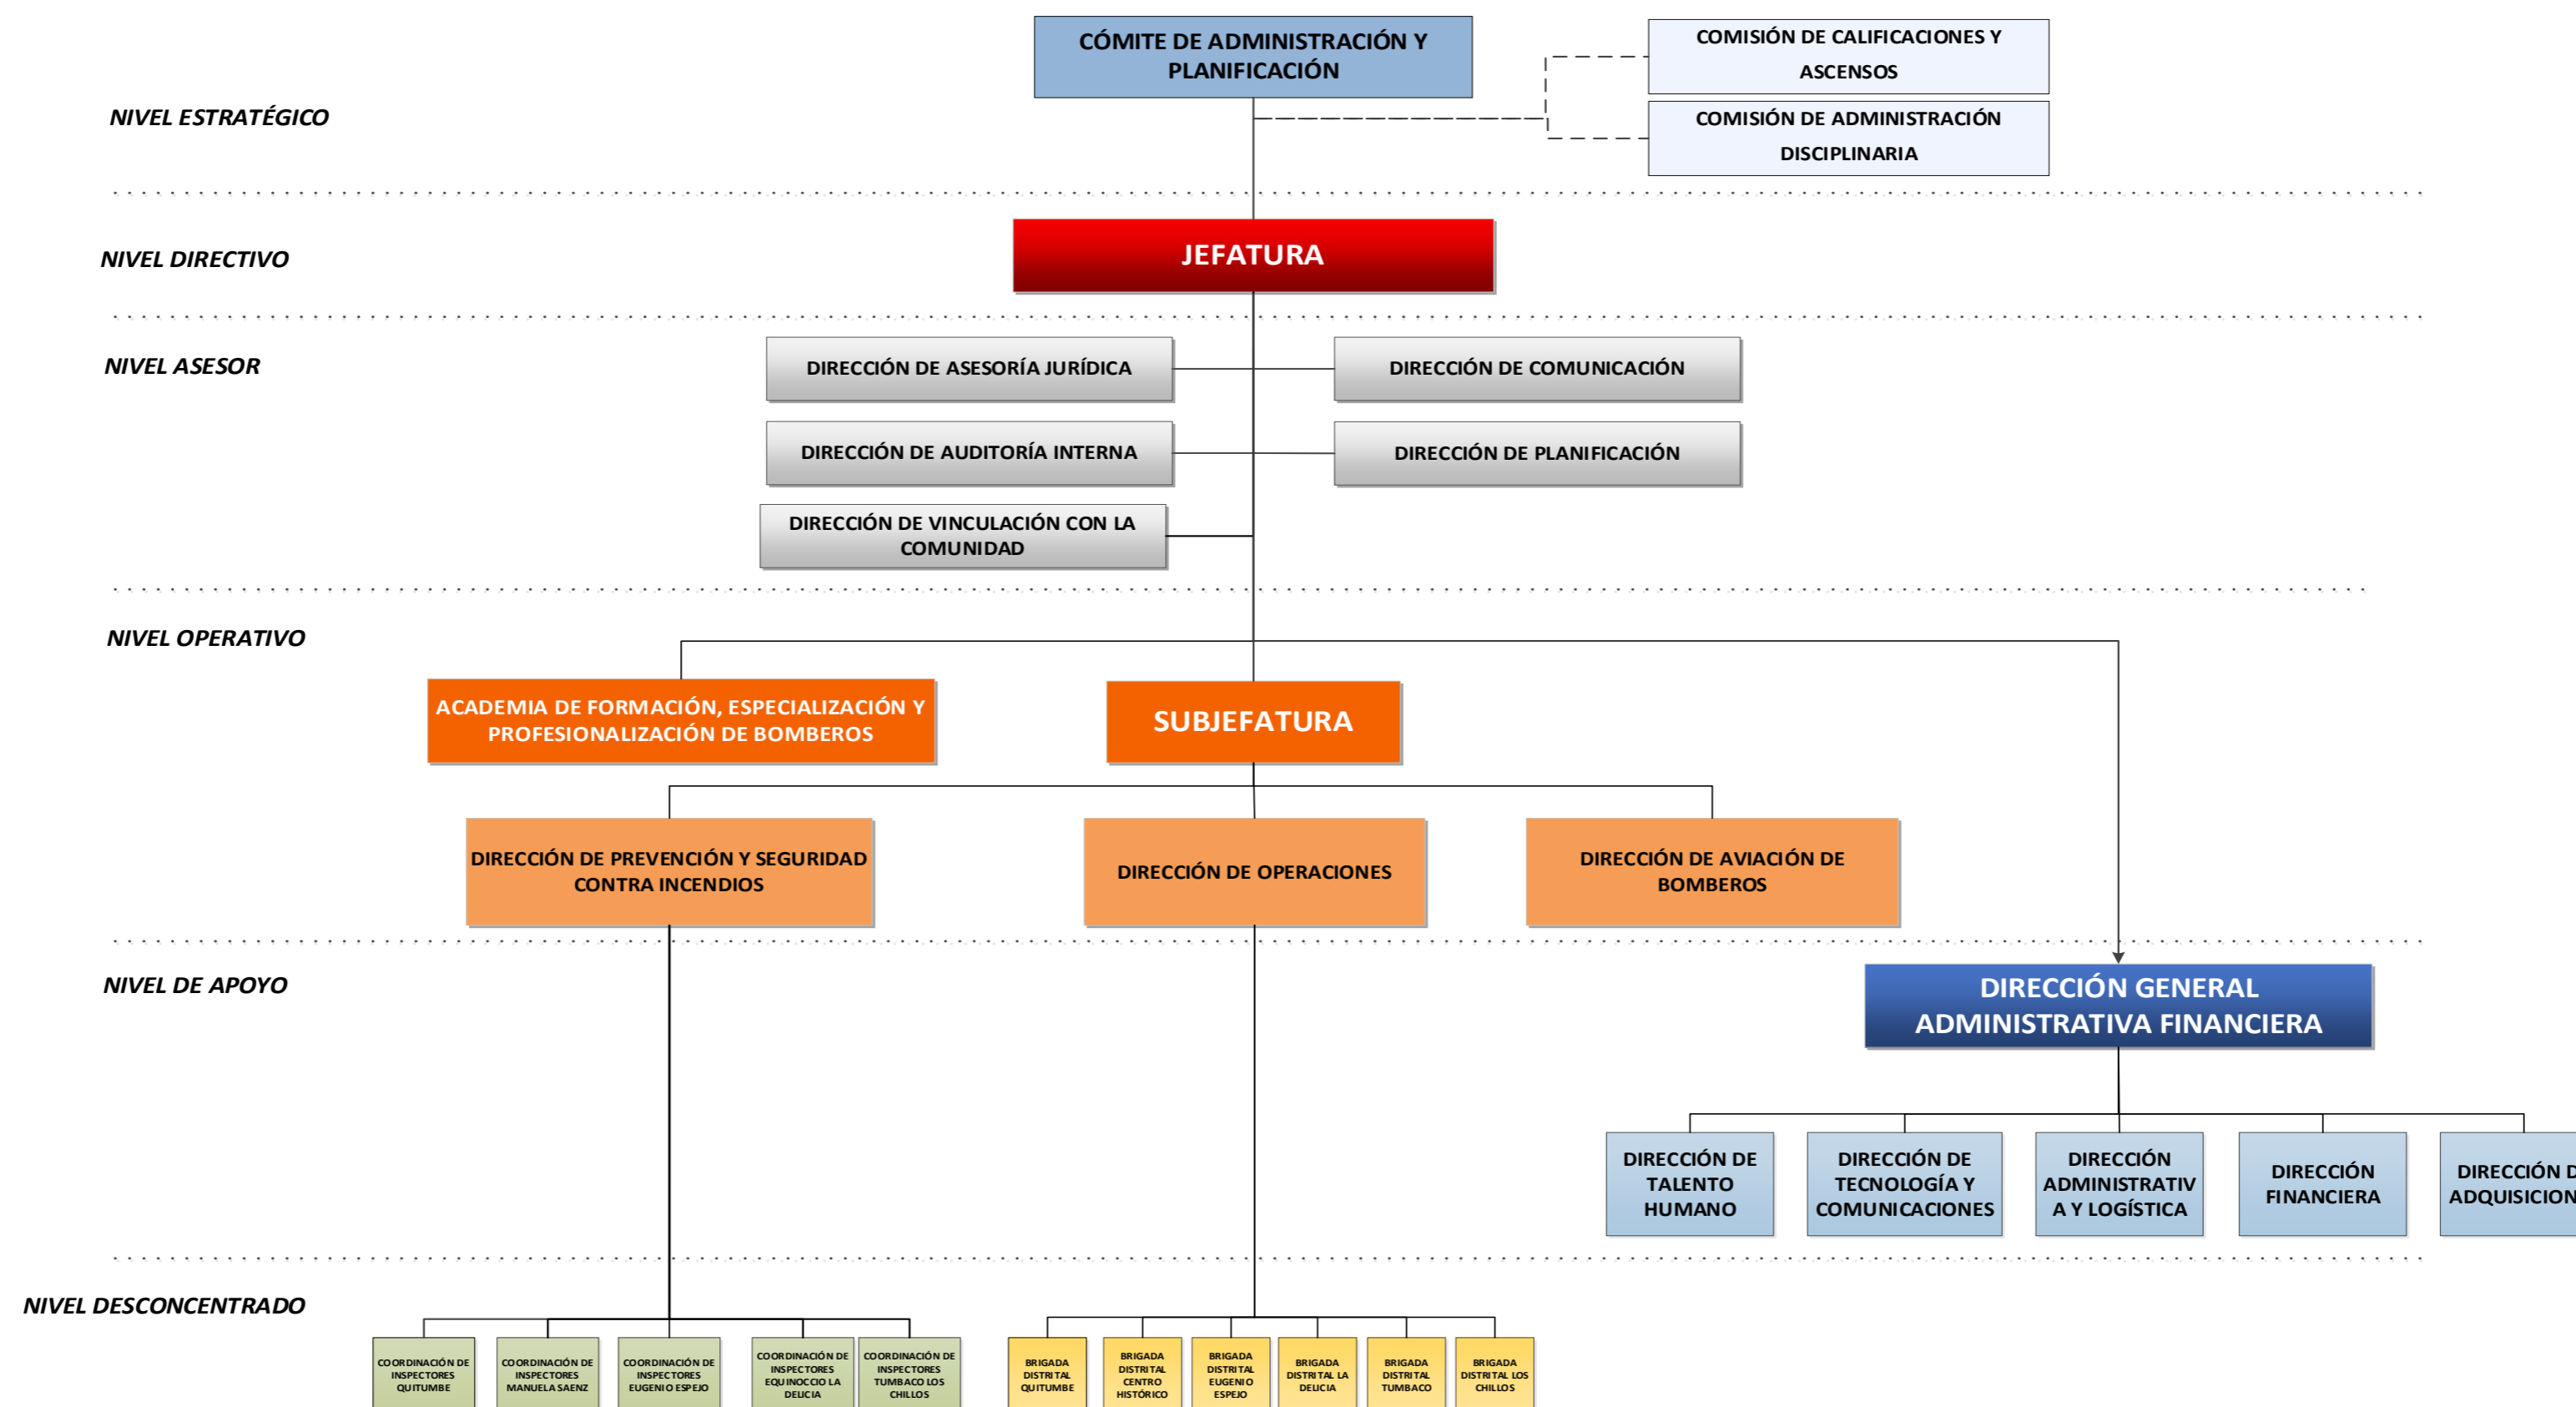 CÓMITE DE ADMINISTRACIÓN Y
PLANIFICACIÓN
COMISIÓN DE CALIFICACIONES Y
ASCENSOS
COMISIÓN DE ADMINISTRACIÓN
DISCIPLINARIA
NIVEL ESTRATÉGICO
NIVEL DIRECTIVO
JEFATURA
NIVEL ASESOR
DIRECCIÓN DE ASESORÍA JURÍDICA
DIRECCIÓN DE COMUNICACIÓN
DIRECCIÓN DE AUDITORÍA INTERNA
DIRECCIÓN DE PLANIFICACIÓN
DIRECCIÓN DE VINCULACIÓN CON LA
COMUNIDAD
NIVEL OPERATIVO
ACADEMIA DE FORMACIÓN, ESPECIALIZACIÓN Y
PROFESIONALIZACIÓN DE BOMBEROS
SUBJEFATURA
DIRECCIÓN DE PREVENCIÓN Y SEGURIDAD
CONTRA INCENDIOS
DIRECCIÓN DE OPERACIONES
DIRECCIÓN DE AVIACIÓN DE
BOMBEROS
NIVEL DE APOYO
DIRECCIÓN GENERAL
ADMINISTRATIVA FINANCIERA
DIRECCIÓN DE
TALENTO
HUMANO
DIRECCIÓN DE
TECNOLOGÍA Y
COMUNICACIONES
DIRECCIÓN
ADMINISTRATIV
A Y LOGÍSTICA
DIRECCIÓN
FINANCIERA
DIRECCIÓN D
ADQUISICION
NIVEL DESCONCENTRADO
COORDINACIÓN DE
INSPECTORES
QUITUMBE
COORDINACIÓN DE
INSPECTORES
MANUELA SAENZ
COORDINACIÓN DE
INSPECTORES
EUGENIO ESPEJO
COORDINACIÓN DE
INSPECTORES
EQUINOCCIO LA
DELICIA
COORDINACIÓN DE
INSPECTORES
TUMBACO LOS
CHILLOS
BRIGADA
DISTRITAL
QUITUMBE
BRIGADA
DISTRITAL
CENTRO
HISTÓRICO
BRIGADA
DISTRITAL
EUGENIO
ESPEJO
BRIGADA
DISTRITAL LA
DELICIA
BRIGADA
DISTRITAL
TUMBACO
BRIGADA
DISTRITAL LOS
CHILLOS